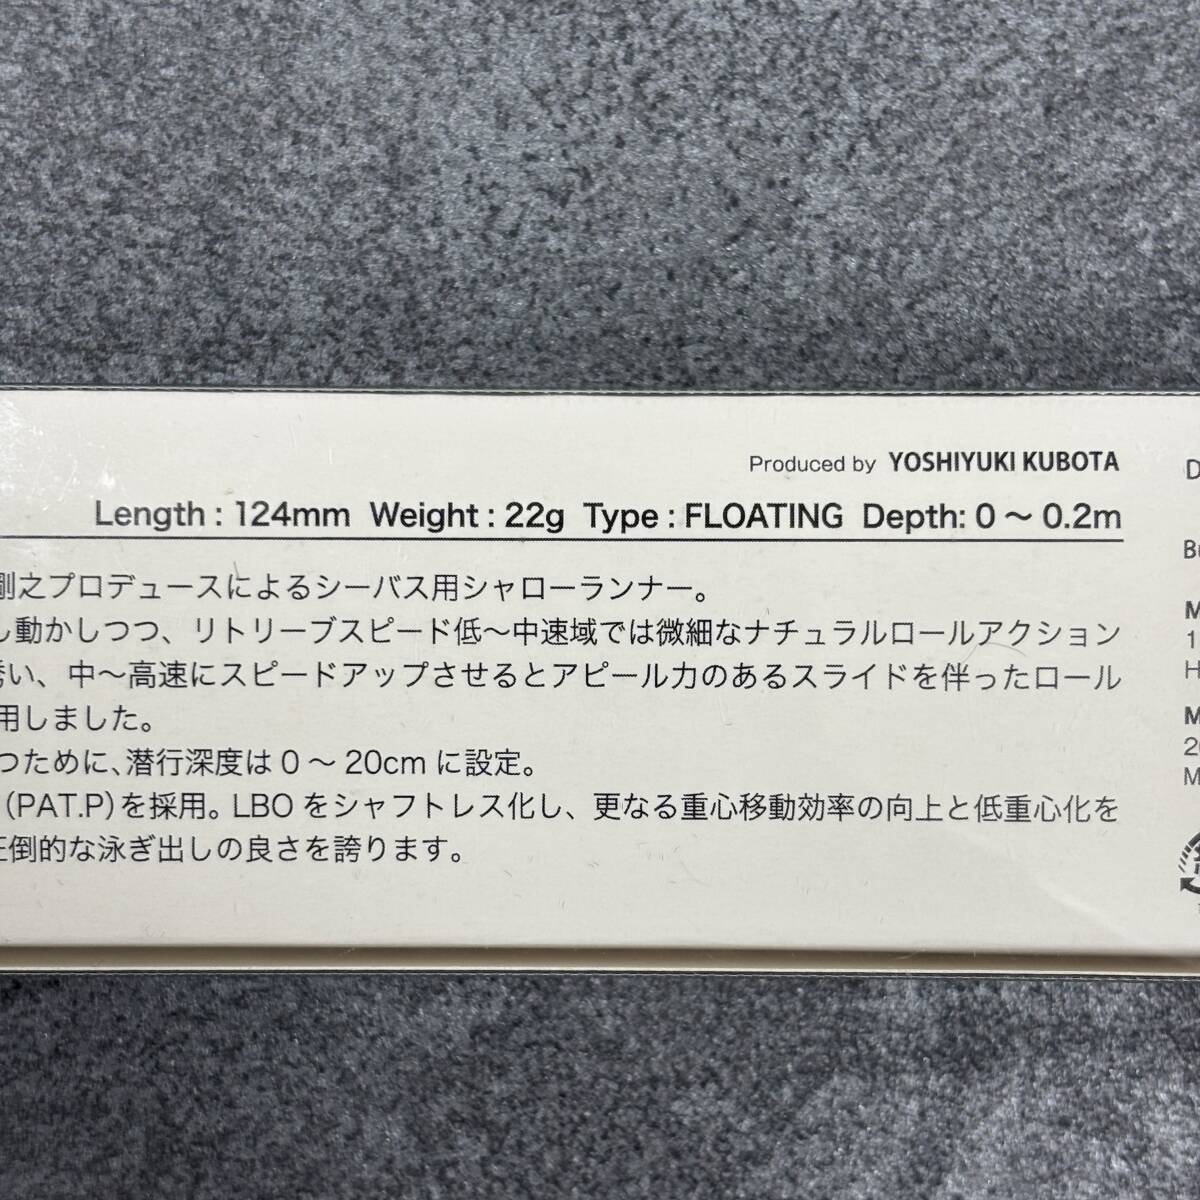 Produced by YOSHIYUKI KUBOTA
Length : 124mm Weight : 22g Type : FLOATING Depth: 0 ～ 0.2m
剛之プロデュースによるシーバス用シャローランナー。
し動かしつつ、リトリーブスピード低～中速域では微細なナチュラルロールアクション
誘い、中～高速にスピードアップさせるとアピール力のあるスライドを伴ったロール
用しました。
つために、潜行深度は 0 ～ 20cm に設定。
(PAT.P)を採用。LBO をシャフトレス化し、更なる重心移動効率の向上と低重心化を
圧倒的な泳ぎ出しの良さを誇ります。
D
B
M
1
H
M
20
M